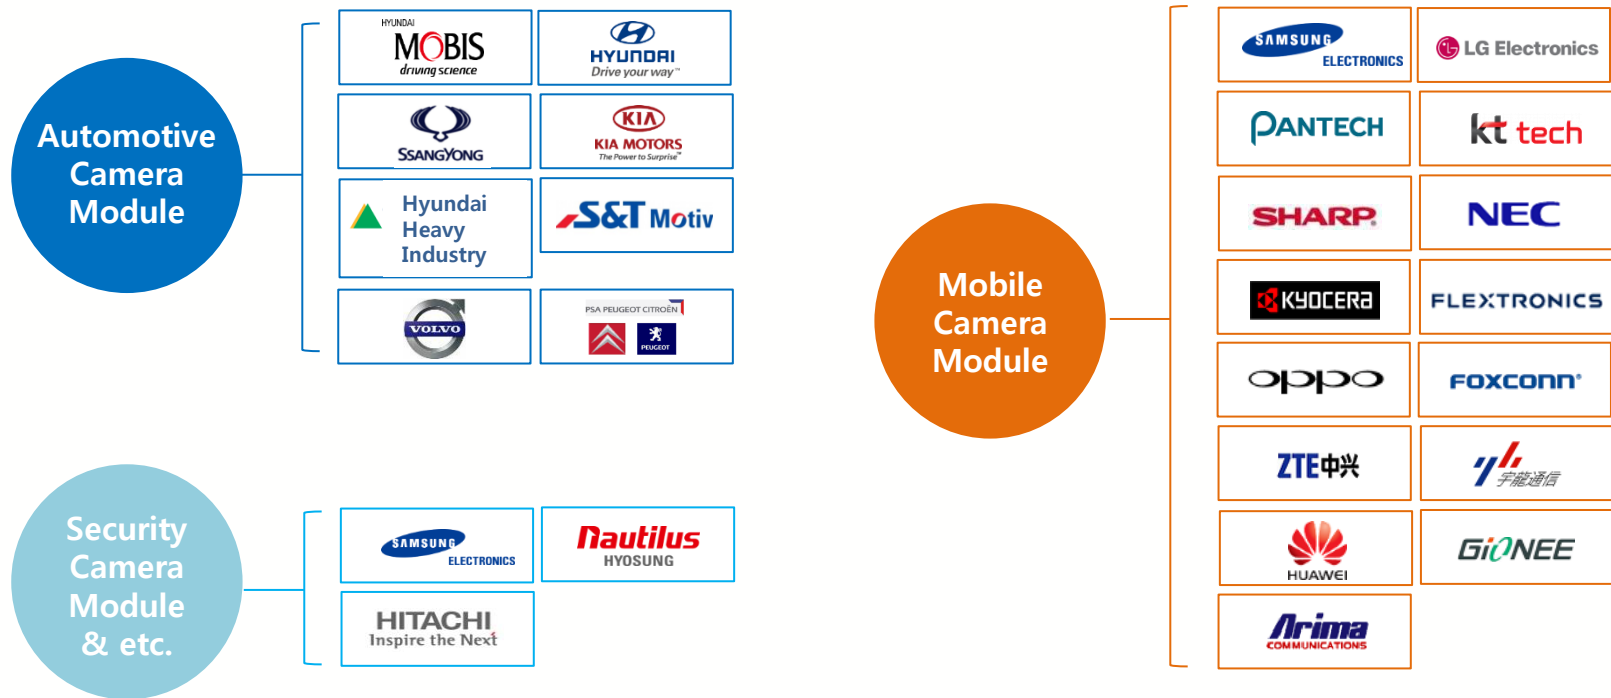 Automotive
Camera
Module
HYUNDAI
MOBIS
driving science
HYUNDAI
Drive your way™
SSANGYONG
KIA
KIA MOTORS
The Power to Surprise™
Hyundai
Heavy
Industry
S&T Motiv
VOLVO
PSA PEUGEOT CITROËN
PEUGEOT
Security
Camera
Module
& etc.
SAMSUNG
ELECTRONICS
Nautilus
HYOSUNG
HITACHI
Inspire the Next
Mobile
Camera
Module
SAMSUNG
ELECTRONICS
LG Electronics
PANTECH
kt tech
SHARP
NEC
KYOCERA
FLEXTRONICS
oppo
FOXCONN®
ZTE中兴
宇龍通信
HUAWEI
GiONEE
Arima
COMMUNICATIONS